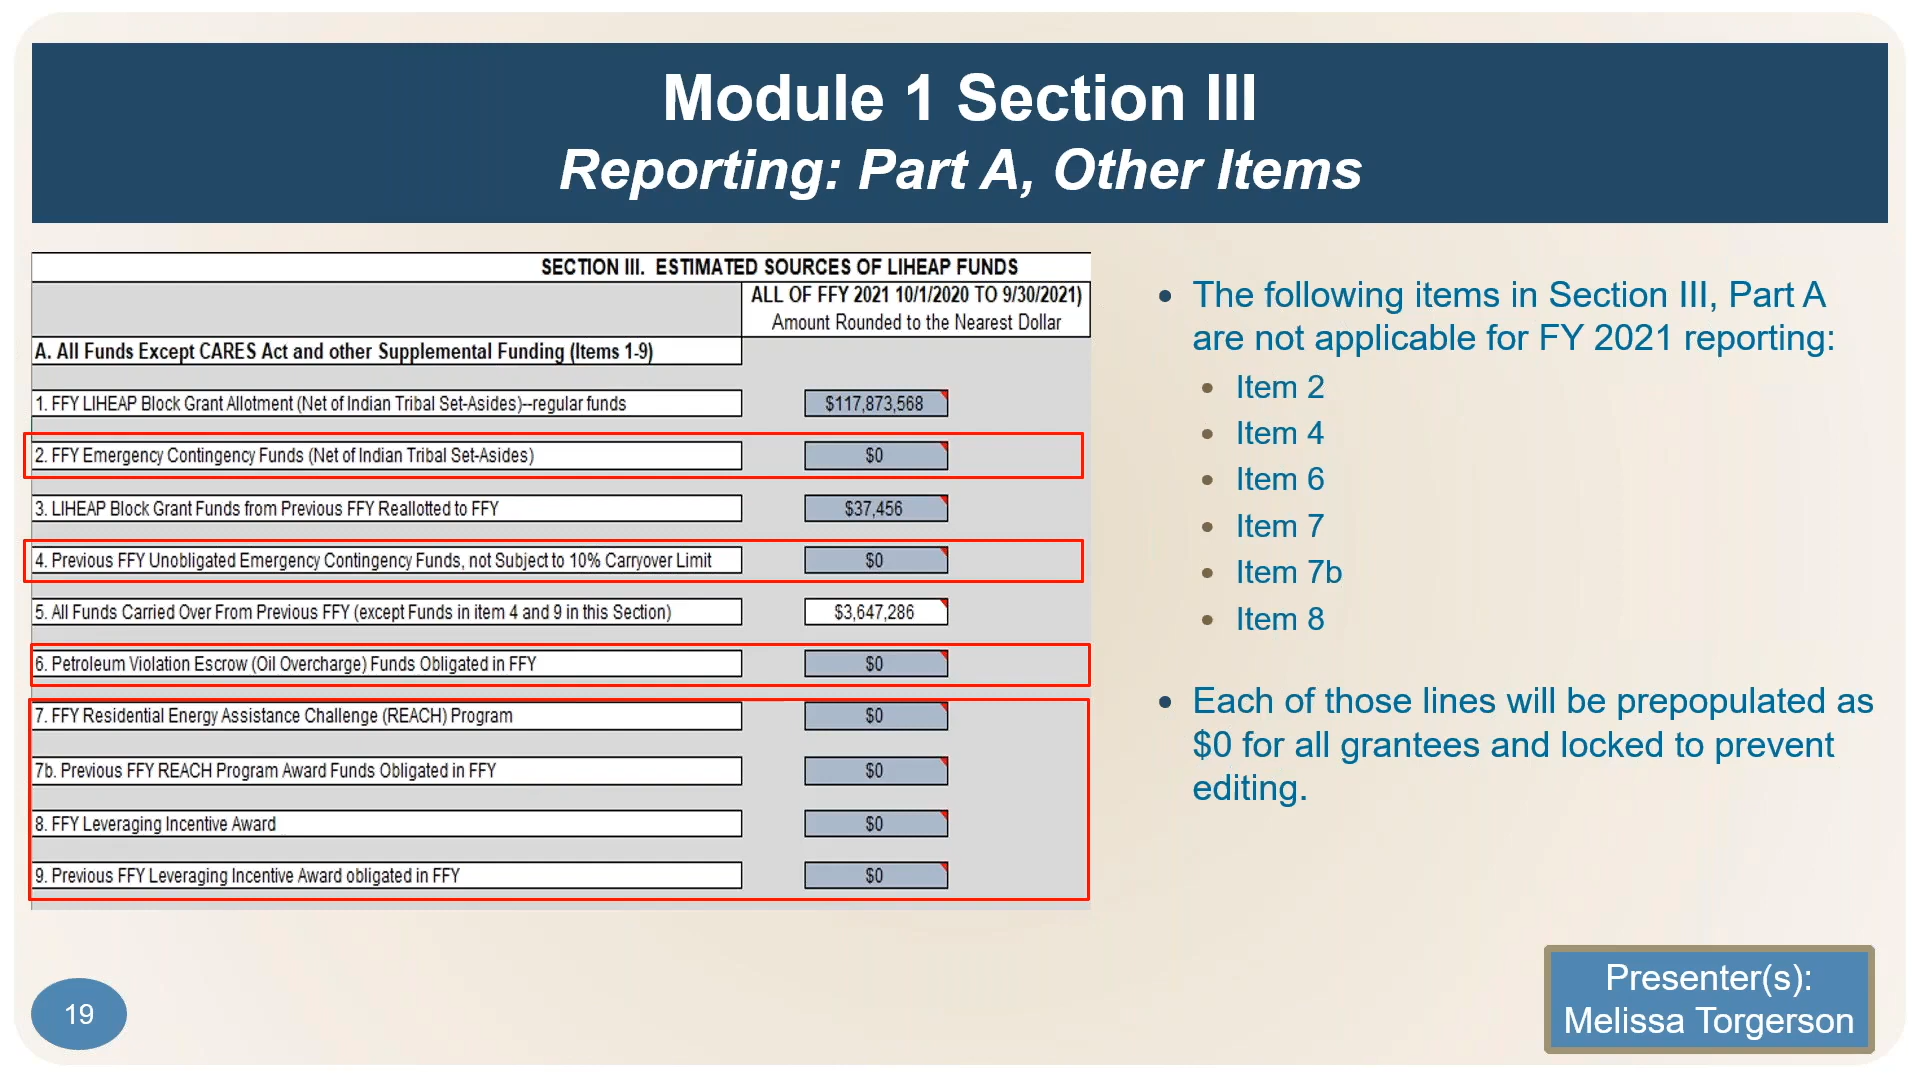 Module 1 Section III
Reporting: Part A, Other Items
SECTION III. ESTIMATED SOURCES OF LIHEAP FUNDS
ALL OF FFY 2021 10/1/2020 TO 9/30/2021)
Amount Rounded to the Nearest Dollar
A. All Funds Except CARES Act and other Supplemental Funding (Items 1-9)
1. FFY LIHEAP Block Grant Allotment (Net of Indian Tribal Set-Asides)--regular funds $117,873,568
2. FFY Emergency Contingency Funds (Net of Indian Tribal Set-Asides) $0
3. LIHEAP Block Grant Funds from Previous FFY Reallotted to FFY $37,456
4. Previous FFY Unobligated Emergency Contingency Funds, not Subject to 10% Carryover Limit $0
5. All Funds Carried Over From Previous FFY (except Funds in item 4 and 9 in this Section) $3,647,286
6. Petroleum Violation Escrow (Oil Overcharge) Funds Obligated in FFY $0
7. FFY Residential Energy Assistance Challenge (REACH) Program $0
7b. Previous FFY REACH Program Award Funds Obligated in FFY $0
8. FFY Leveraging Incentive Award $0
9. Previous FFY Leveraging Incentive Award obligated in FFY $0
• The following items in Section III, Part A
are not applicable for FY 2021 reporting:
• Item 2
• Item 4
• Item 6
• Item 7
• Item 7b
• Item 8
• Each of those lines will be prepopulated as
$0 for all grantees and locked to prevent
editing.
19
Presenter(s):
Melissa Torgerson